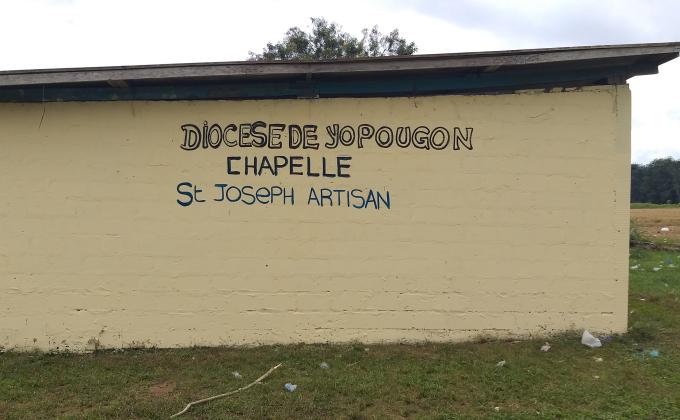 DIOCESE DE YOPOUGON
CHAPELLE
St JOSEPH ARTISAN